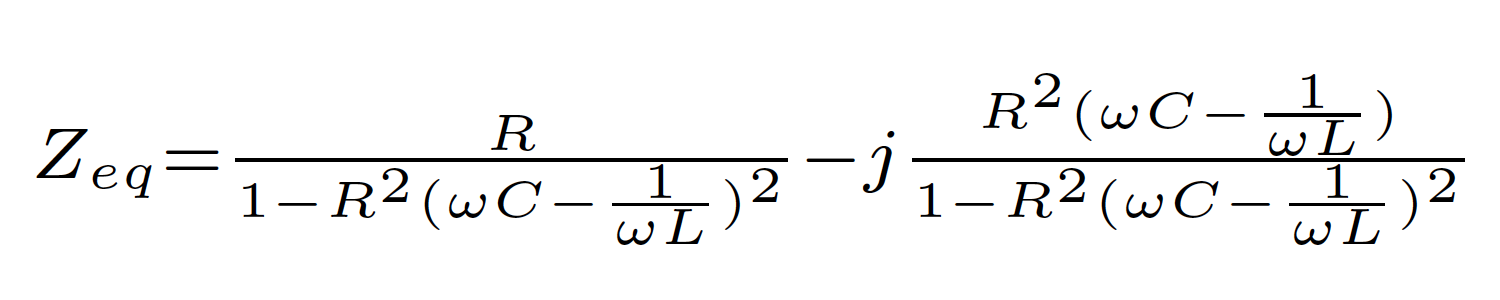 Z_{eq} = \frac{R}{1-R^2(\omega C-\frac{1}{\omega L})^2} - j\frac{R^2(\omega C-\frac{1}{\omega L})}{1-R^2(\omega C-\frac{1}{\omega L})^2}